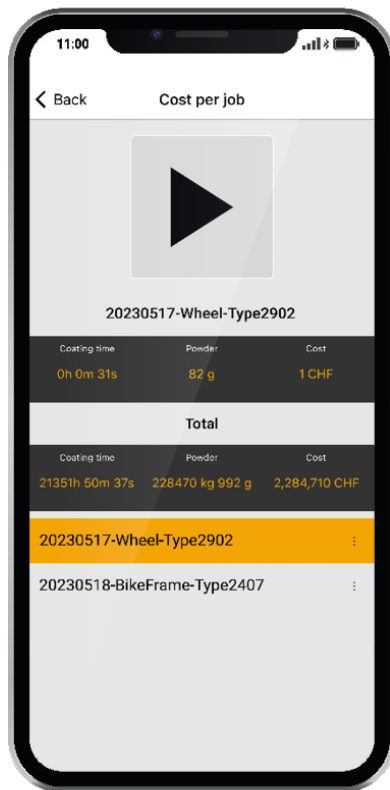 11:00
Back Cost per job
20230517-Wheel-Type2902
Coating time Powder Cost
0h 0m 31s 82 g 1 CHF
Total
Coating time Powder Cost
21351h 50m 37s 228470 kg 992 g 2,284,710 CHF
20230517-Wheel-Type2902
20230518-BikeFrame-Type2407